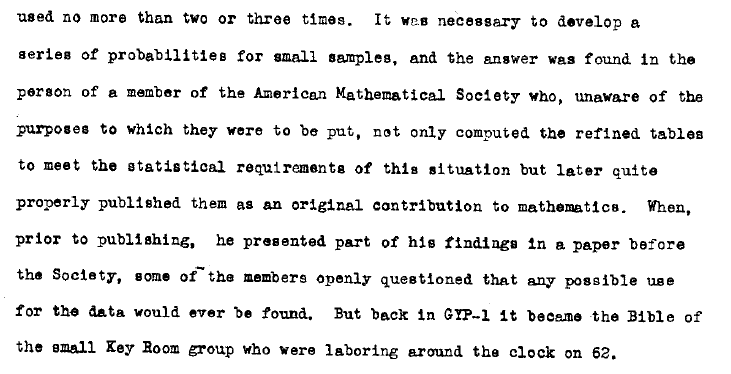 used no more than two or three times. It was necessary to develop a
series of probabilities for small samples, and the answer was found in the
person of a member of the American Mathematical Society who, unaware of the
purposes to which they were to be put, not only computed the refined tables
to meet the statistical requirements of this situation but later quite
properly published them as an original contribution to mathematics. When,
prior to publishing, he presented part of his findings in a paper before
the Society, some of the members openly questioned that any possible use
for the data would ever be found. But back in GYP-1 it became the Bible of
the small Key Room group who were laboring around the clock on 62.